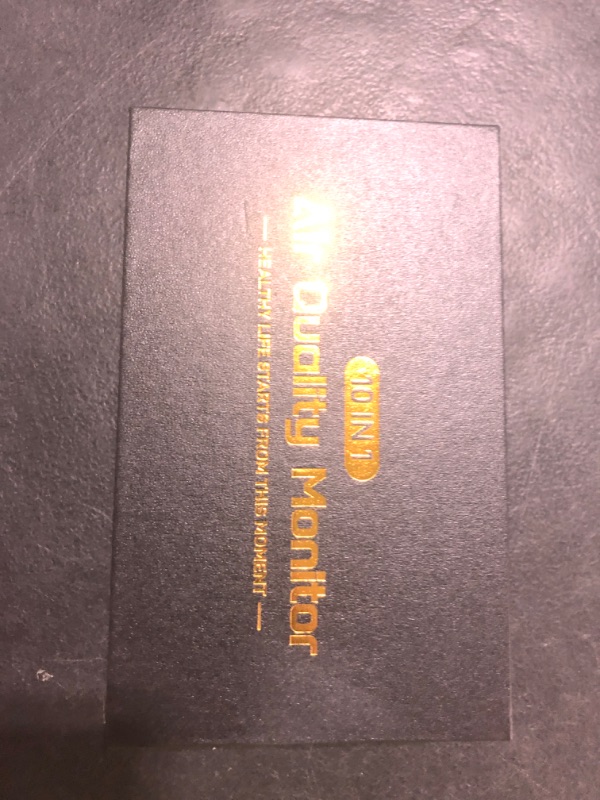 10 IN 1
Air Quality Monitor
— HEALTHY LIFE STARTS FROM THIS MOMENT —